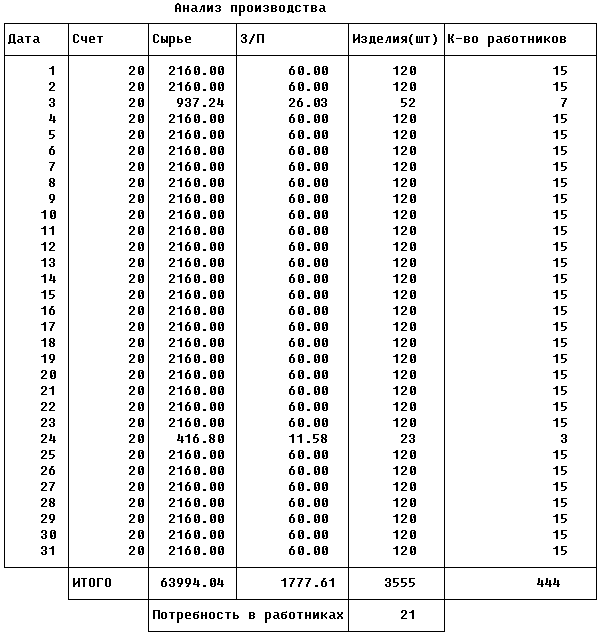 Анализ производства
Дата Счет Сырье З/П Изделия(шт) К-во работников
1 20 2160.00 60.00 120 15
2 20 2160.00 60.00 120 15
3 20 937.24 26.03 52 7
4 20 2160.00 60.00 120 15
5 20 2160.00 60.00 120 15
6 20 2160.00 60.00 120 15
7 20 2160.00 60.00 120 15
8 20 2160.00 60.00 120 15
9 20 2160.00 60.00 120 15
10 20 2160.00 60.00 120 15
11 20 2160.00 60.00 120 15
12 20 2160.00 60.00 120 15
13 20 2160.00 60.00 120 15
14 20 2160.00 60.00 120 15
15 20 2160.00 60.00 120 15
16 20 2160.00 60.00 120 15
17 20 2160.00 60.00 120 15
18 20 2160.00 60.00 120 15
19 20 2160.00 60.00 120 15
20 20 2160.00 60.00 120 15
21 20 2160.00 60.00 120 15
22 20 2160.00 60.00 120 15
23 20 2160.00 60.00 120 15
24 20 416.80 11.58 23 3
25 20 2160.00 60.00 120 15
26 20 2160.00 60.00 120 15
27 20 2160.00 60.00 120 15
28 20 2160.00 60.00 120 15
29 20 2160.00 60.00 120 15
30 20 2160.00 60.00 120 15
31 20 2160.00 60.00 120 15
ИТОГО 63994.04 1777.61 3555 444
Потребность в работниках 21